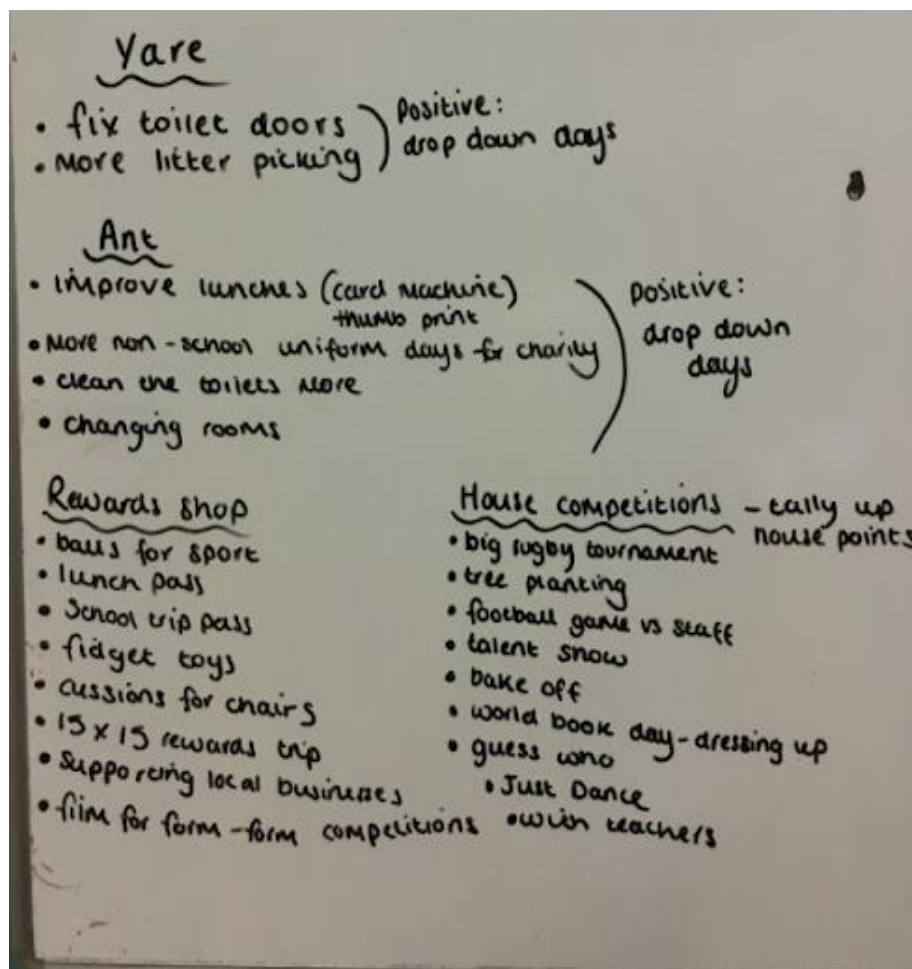 Yare
• fix toilet doors
• More litter picking
Positive:
drop down days
Ant
• improve lunches (card machine)
thumb print
• More non-school uniform days for charity
• clean the toilets more
• changing rooms
Positive:
drop down
days
Rewards shop
• balls for sport
• lunch pass
• School trip pass
• fidget toys
• cussions for chairs
• 15 x 15 rewards trip
• supporting local businesses
• film for form - form competitions
House competitions - tally up
house points
• big rugby tournament
• tree planting
• football game vs staff
• talent show
• bake off
• world book day - dressing up
• guess who
• Just Dance
• with teachers